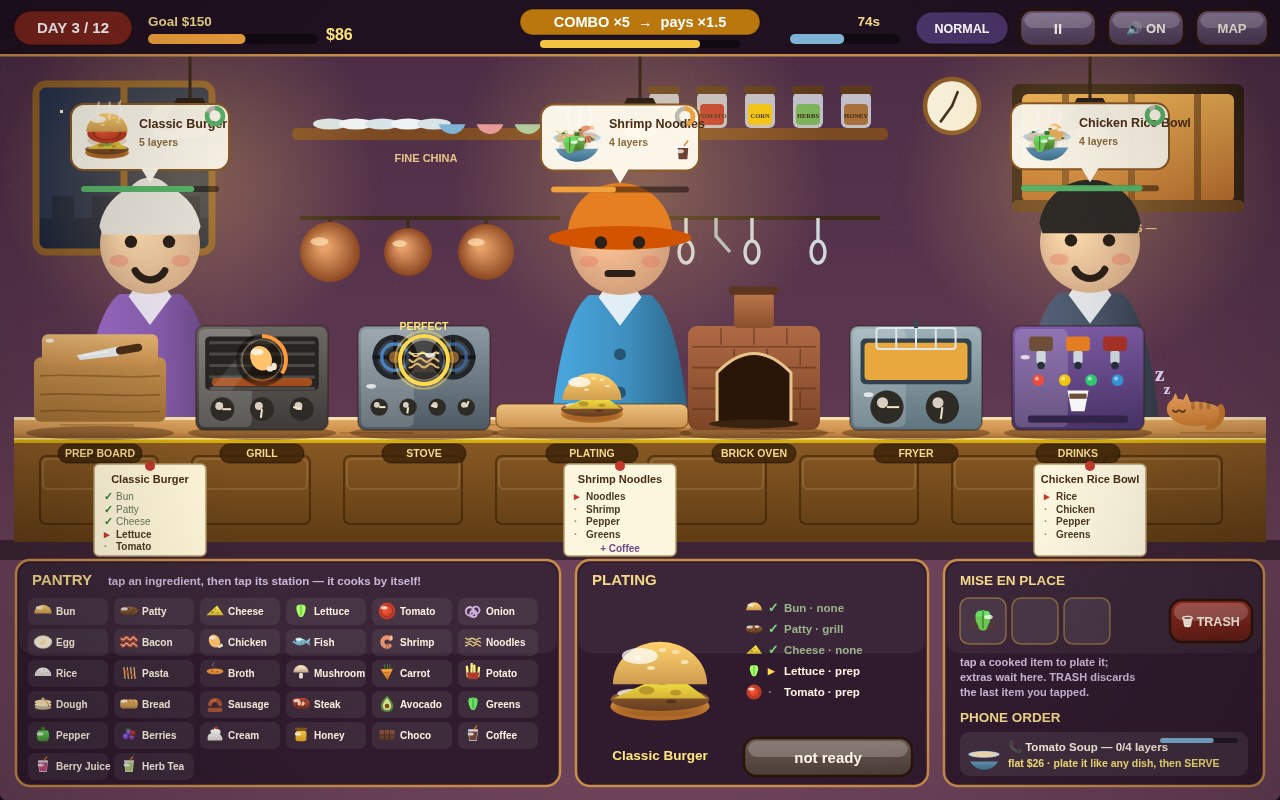 DAY 3 / 12
Goal $150
$86
COMBO ×5 → pays ×1.5
74s
NORMAL
II
🔊 ON
MAP
Classic Burger
5 layers
Shrimp Noodles
4 layers
Chicken Rice Bowl
4 layers
TOMATO
CORN
HERBS
HONEY
FINE CHINA
PERFECT
z
z
PREP BOARD
GRILL
STOVE
PLATING
BRICK OVEN
FRYER
DRINKS
Classic Burger
✓ Bun
✓ Patty
✓ Cheese
► Lettuce
· Tomato
Shrimp Noodles
► Noodles
· Shrimp
· Pepper
· Greens
+ Coffee
Chicken Rice Bowl
► Rice
· Chicken
· Pepper
· Greens
PANTRY tap an ingredient, then tap its station — it cooks by itself!
Bun Patty Cheese Lettuce Tomato Onion
Egg Bacon Chicken Fish Shrimp Noodles
Rice Pasta Broth Mushroom Carrot Potato
Dough Bread Sausage Steak Avocado Greens
Pepper Berries Cream Honey Choco Coffee
Berry Juice Herb Tea
PLATING
✓ Bun · none
✓ Patty · grill
✓ Cheese · none
► Lettuce · prep
· Tomato · prep
Classic Burger
not ready
MISE EN PLACE
TRASH
tap a cooked item to plate it;
extras wait here. TRASH discards
the last item you tapped.
PHONE ORDER
📞 Tomato Soup — 0/4 layers
flat $26 · plate it like any dish, then SERVE